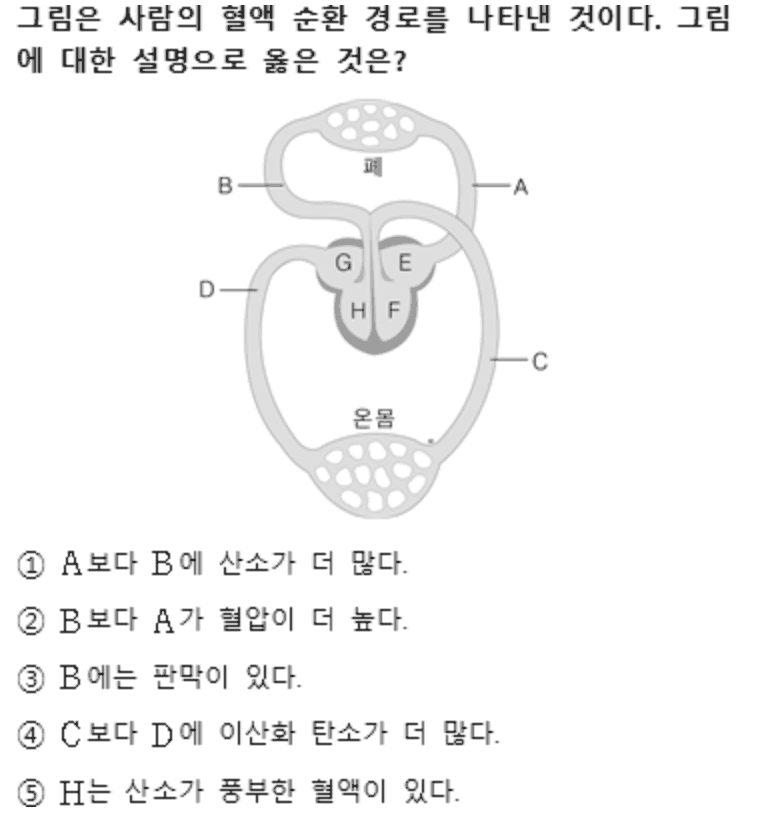 그림은 사람의 혈액 순환 경로를 나타낸 것이다. 그림
에 대한 설명으로 옳은 것은?
폐
B
A
G
E
D
H
F
C
온몸
① A보다 B에 산소가 더 많다.
② B보다 A가 혈압이 더 높다.
③ B에는 판막이 있다.
④ C보다 D에 이산화 탄소가 더 많다.
⑤ H는 산소가 풍부한 혈액이 있다.